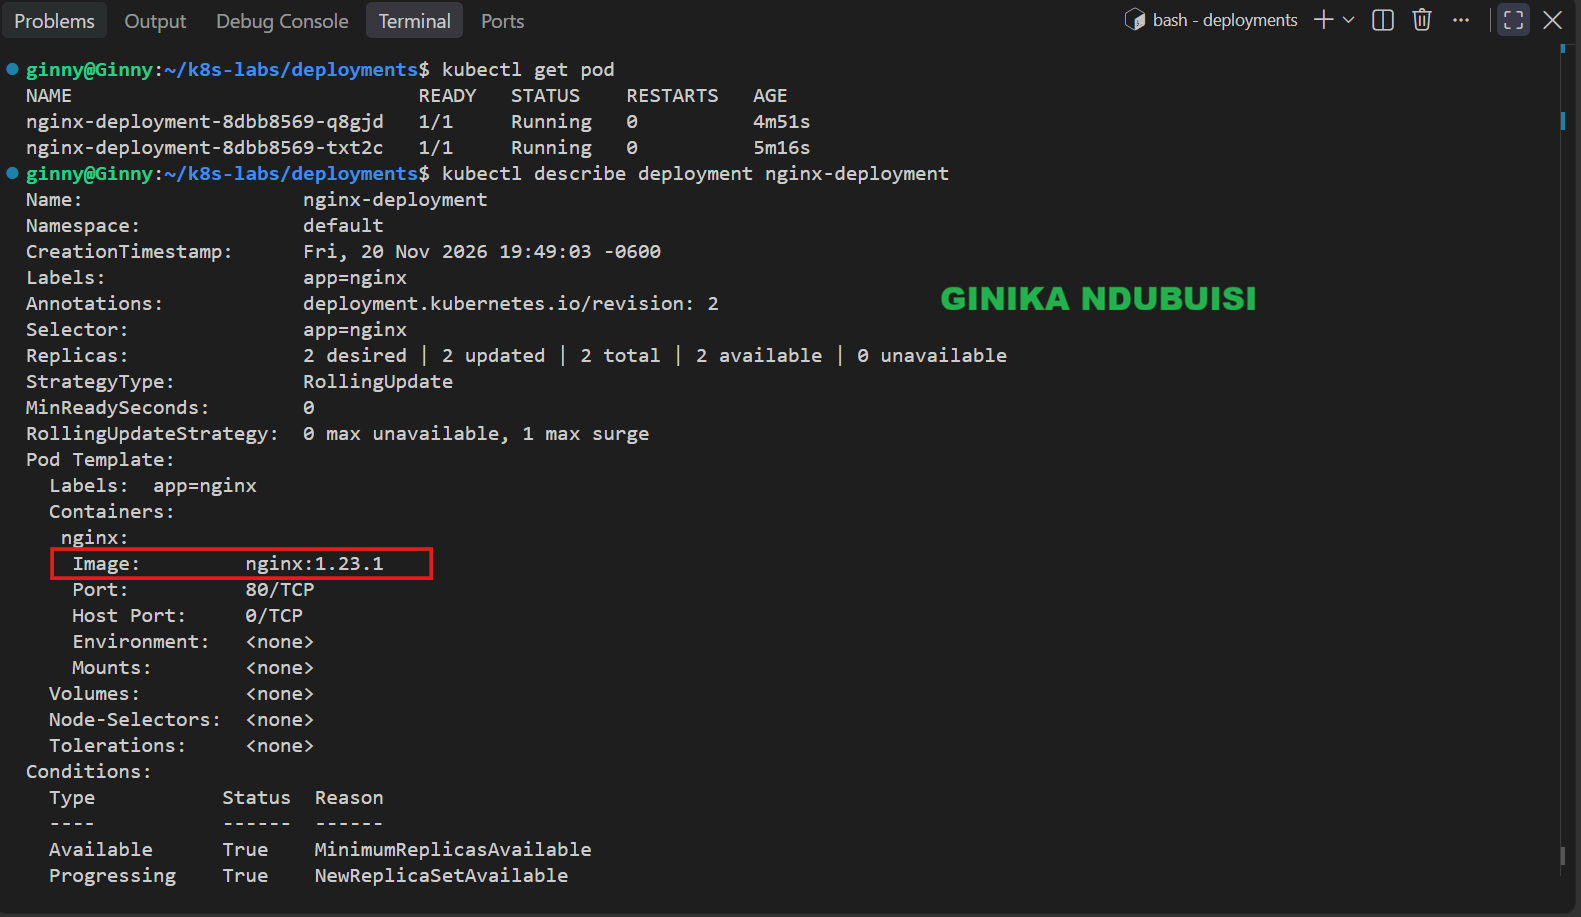 Problems Output Debug Console Terminal Ports bash - deployments
ginny@Ginny:~/k8s-labs/deployments$ kubectl get pod
NAME READY STATUS RESTARTS AGE
nginx-deployment-8dbb8569-q8gjd 1/1 Running 0 4m51s
nginx-deployment-8dbb8569-txt2c 1/1 Running 0 5m16s
ginny@Ginny:~/k8s-labs/deployments$ kubectl describe deployment nginx-deployment
Name: nginx-deployment
Namespace: default
CreationTimestamp: Fri, 20 Nov 2026 19:49:03 -0600
Labels: app=nginx
GINIKA NDUBUISI
Annotations: deployment.kubernetes.io/revision: 2
Selector: app=nginx
Replicas: 2 desired | 2 updated | 2 total | 2 available | 0 unavailable
StrategyType: RollingUpdate
MinReadySeconds: 0
RollingUpdateStrategy: 0 max unavailable, 1 max surge
Pod Template:
Labels: app=nginx
Containers:
nginx:
Image: nginx:1.23.1
Port: 80/TCP
Host Port: 0/TCP
Environment: <none>
Mounts: <none>
Volumes: <none>
Node-Selectors: <none>
Tolerations: <none>
Conditions:
Type Status Reason
---- ------ ------
Available True MinimumReplicasAvailable
Progressing True NewReplicaSetAvailable